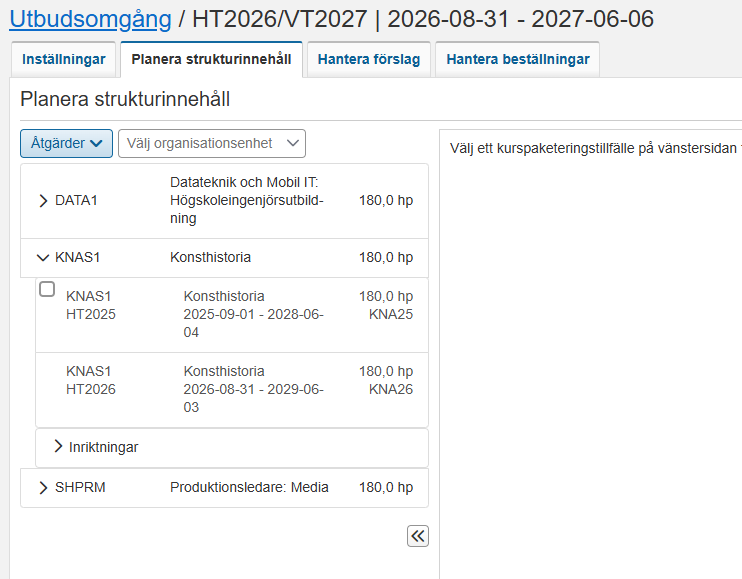 Utbudsomgång / HT2026/VT2027 | 2026-08-31 - 2027-06-06
Inställningar Planera strukturinnehåll Hantera förslag Hantera beställningar
Planera strukturinnehåll
Åtgärder Välj organisationsenhet
Välj ett kurspaketeringstillfälle på vänstersidan
Datateknik och Mobil IT:
DATA1 Högskoleingenjörsutbild- 180,0 hp
ning
KNAS1 Konsthistoria 180,0 hp
KNAS1 Konsthistoria 180,0 hp
HT2025 2025-09-01 - 2028-06- KNA25
04
KNAS1 Konsthistoria 180,0 hp
HT2026 2026-08-31 - 2029-06- KNA26
03
Inriktningar
SHPRM Produktionsledare: Media 180,0 hp